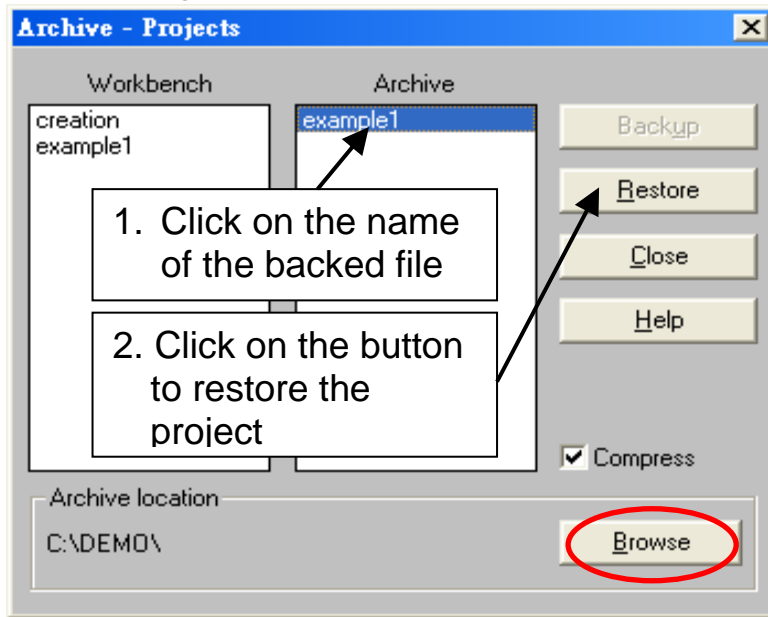 Archive - Projects
Workbench
Archive
creation
example1
example1
1. Click on the name
of the backed file
2. Click on the button
to restore the
project
Backup
Restore
Close
Help
Compress
Archive location
C:\DEMO\
Browse